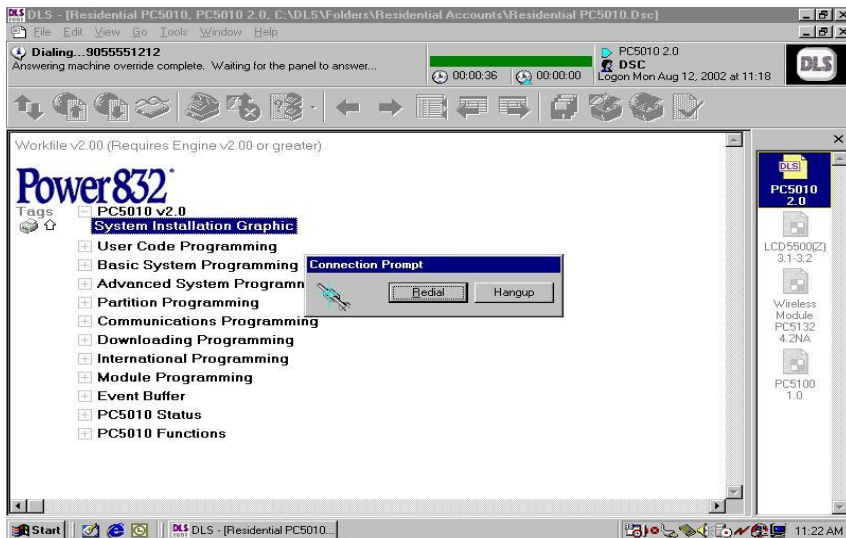 DLS - [Residential PC5010, PC5010 2.0, C:\DLS\Folders\Residential Accounts\Residential PC5010.Dsc]
File Edit View Go Tools Window Help
Dialing...9055551212
Answering machine override complete. Waiting for the panel to answer...
00:00:36
00:00:00
PC5010 2.0
DSC
Logon Mon Aug 12, 2002 at 11:18
DLS
Workfile v2.00 (Requires Engine v2.00 or greater)
Power832
Tags
PC5010 v2.0
System Installation Graphic
User Code Programming
Basic System Programming
Advanced System Programm
Partition Programming
Communications Programming
Downloading Programming
International Programming
Module Programming
Event Buffer
PC5010 Status
PC5010 Functions
Connection Prompt
Redial
Hangup
DLS
PC5010
2.0
LCD5500(Z)
3.1-3.2
Wireless
Module
PC5132
4.2NA
PC5100
1.0
Start
DLS - [Residential PC5010...
11:22 AM